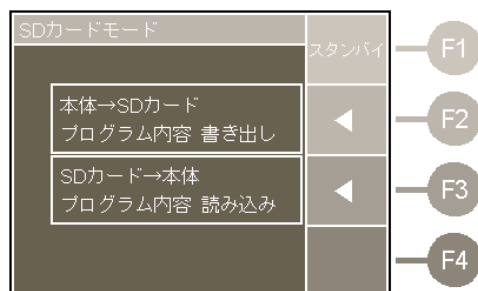 SDカードモード
スタンバイ
F1
本体→SDカード
プログラム内容 書き出し
◀
F2
SDカード→本体
プログラム内容 読み込み
◀
F3
F4